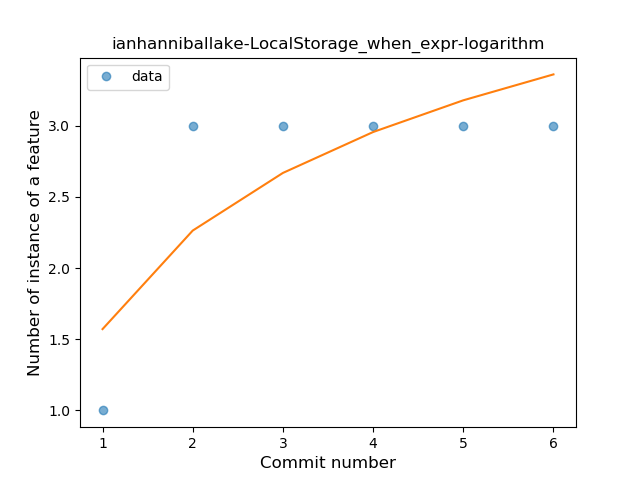 ianhanniballake-LocalStorage_when_expr-logarithm
data
Number of instance of a feature
3.0
2.5
2.0
1.5
1.0
1 2 3 4 5 6
Commit number